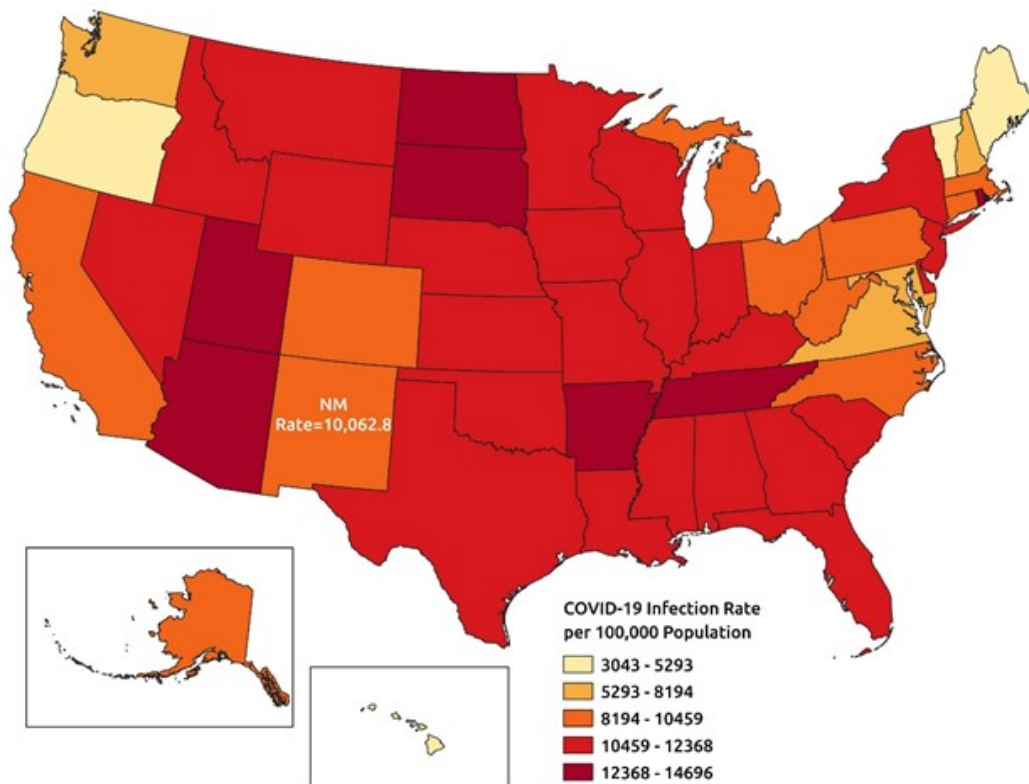 NM
Rate=10,062.8
COVID-19 Infection Rate
per 100,000 Population
3043 - 5293
5293 - 8194
8194 - 10459
10459 - 12368
12368 - 14696